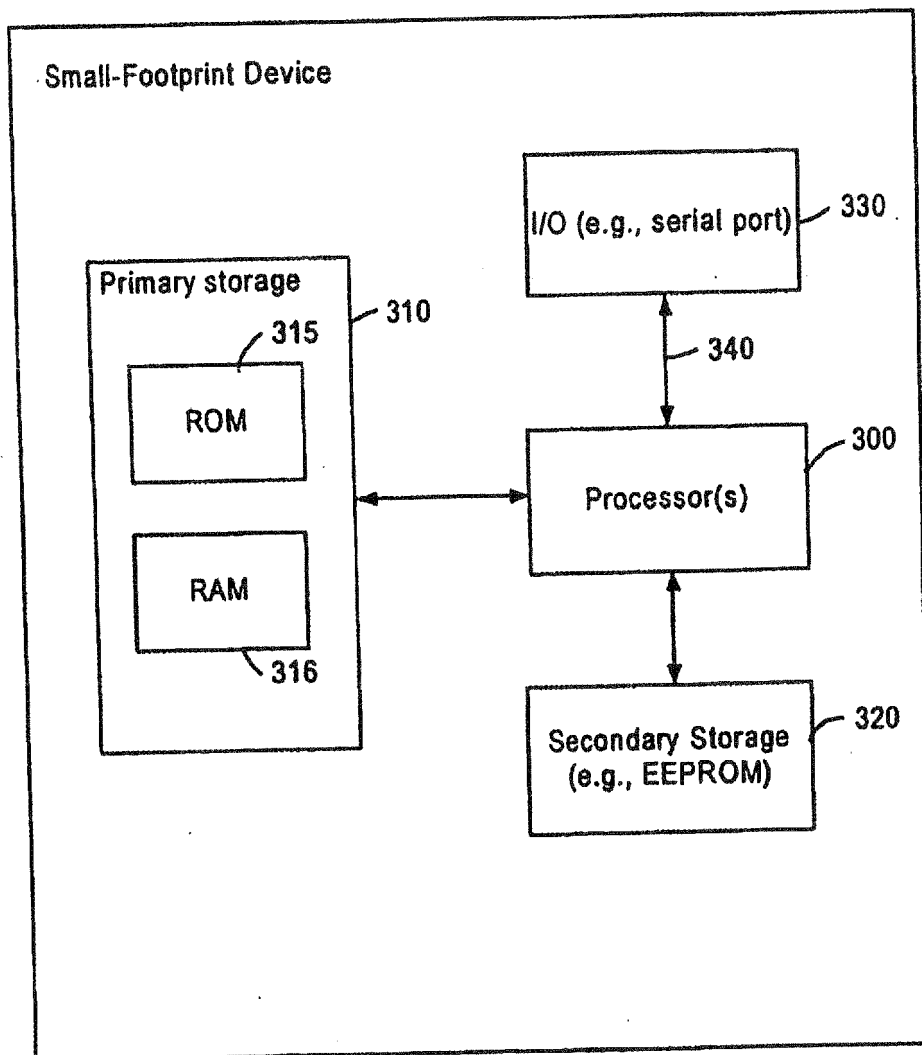 Small-Footprint Device
I/O (e.g., serial port)
330
Primary storage
310
315
340
ROM
300
Processor(s)
RAM
316
320
Secondary Storage
(e.g., EEPROM)